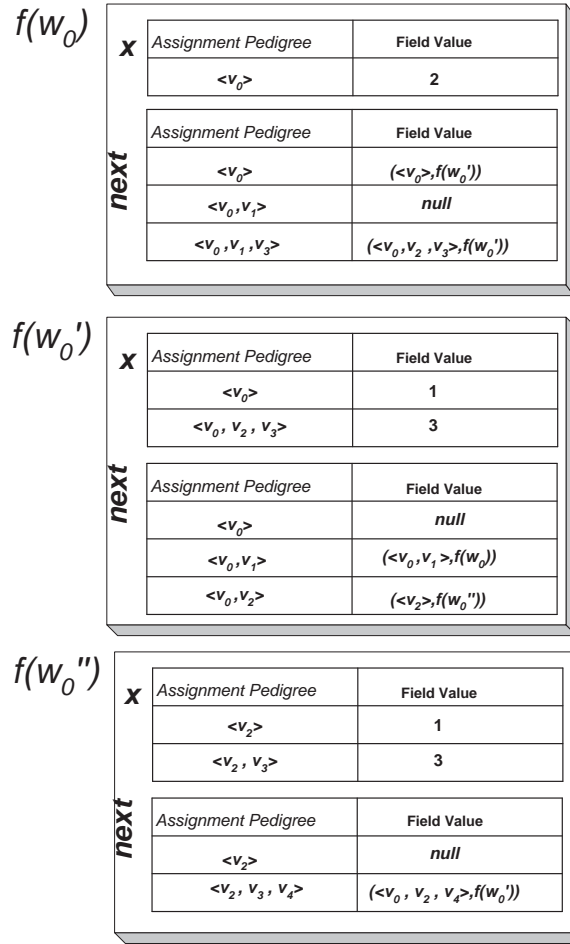 f(w₀)
x
Assignment Pedigree Field Value
<v₀> 2
next
Assignment Pedigree Field Value
<v₀> (<v₀>,f(w₀'))
<v₀,v₁> null
<v₀ ,v₁ ,v₃> (<v₀,v₂ ,v₃>,f(w₀'))
f(w₀')
x
Assignment Pedigree Field Value
<v₀> 1
<v₀ , v₂ , v₃> 3
next
Assignment Pedigree Field Value
<v₀> null
<v₀,v₁> (<v₀,v₁ >,f(w₀))
<v₀,v₂> (<v₂>,f(w₀''))
f(w₀'')
x
Assignment Pedigree Field Value
<v₂> 1
<v₂ , v₃> 3
next
Assignment Pedigree Field Value
<v₂> null
<v₂, v₃, v₄> (<v₀ , v₂ , v₄>,f(w₀'))